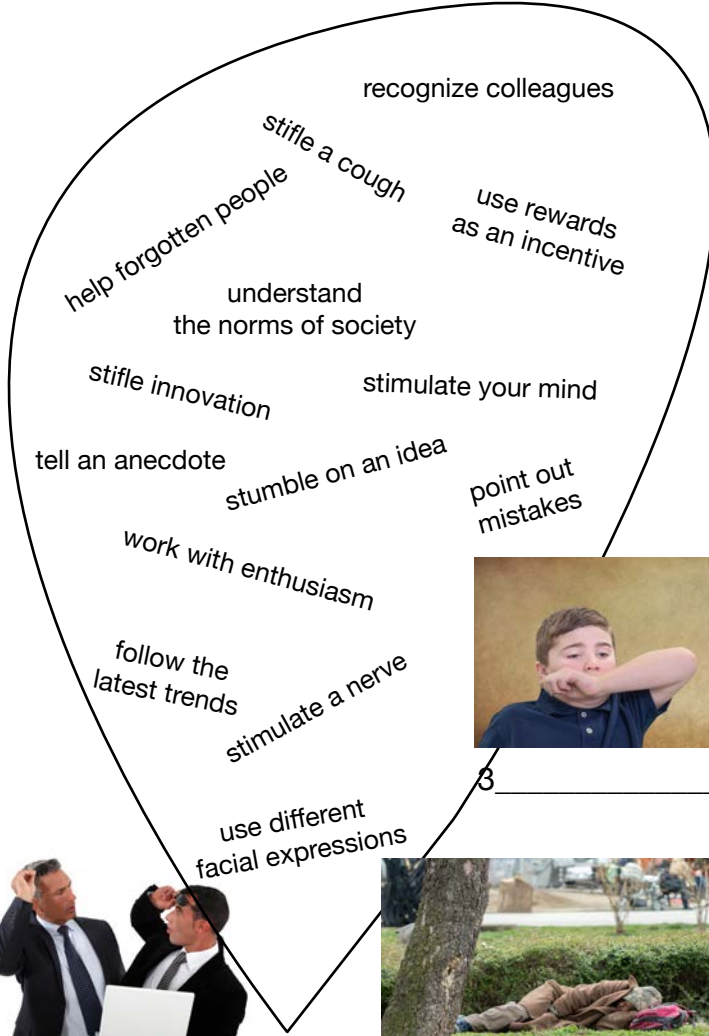 recognize colleagues
stifle a cough
help forgotten people
use rewards
as an incentive
understand
the norms of society
stifle innovation
stimulate your mind
tell an anecdote
stumble on an idea
point out
mistakes
work with enthusiasm
follow the
latest trends
stimulate a nerve
3_______________
use different
facial expressions